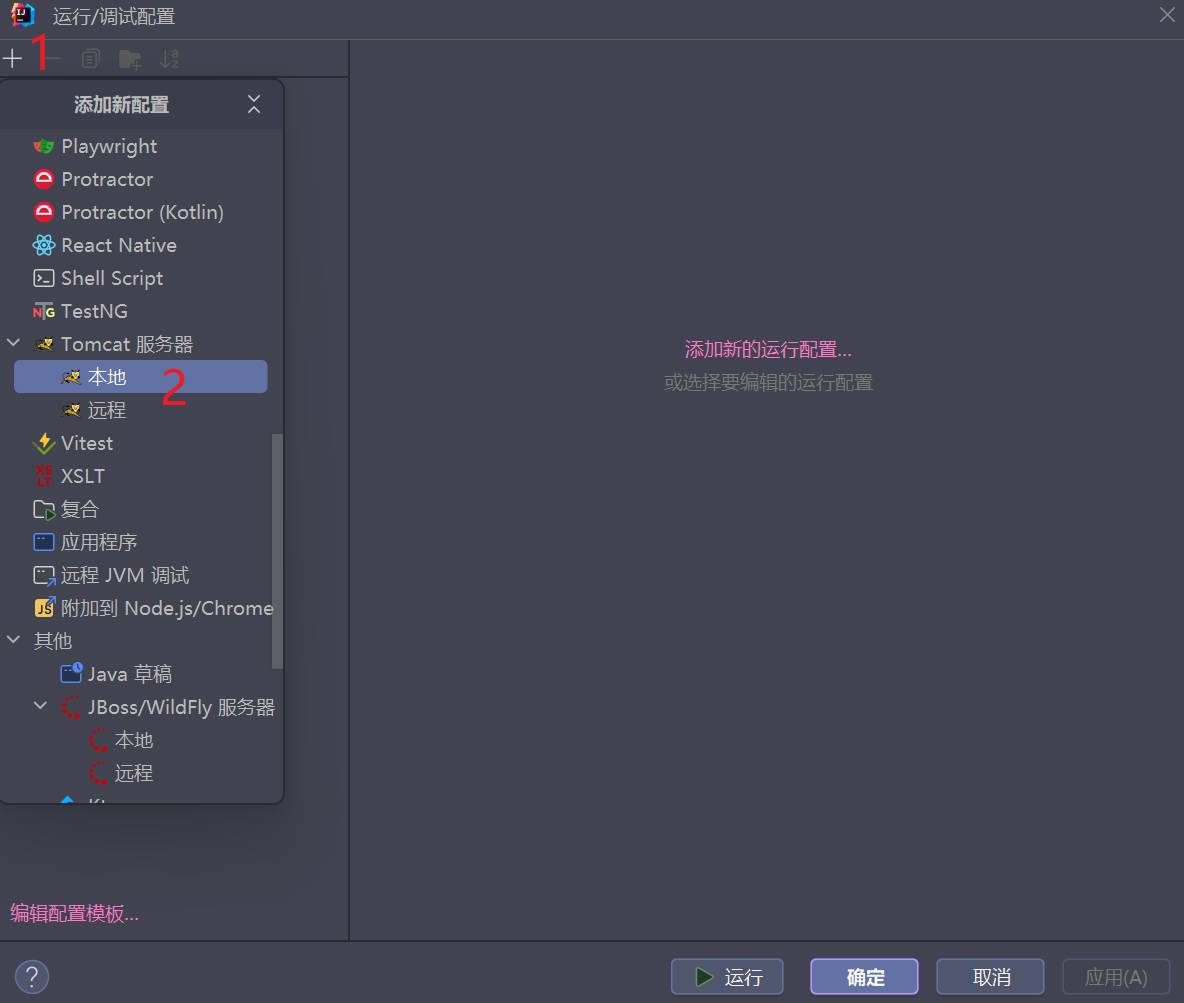 运行/调试配置
1
添加新配置
Playwright
Protractor
Protractor (Kotlin)
React Native
Shell Script
TestNG
Tomcat 服务器
本地
2
远程
Vitest
XSLT
复合
应用程序
远程 JVM 调试
附加到 Node.js/Chrome
其他
Java 草稿
JBoss/WildFly 服务器
本地
远程
添加新的运行配置...
或选择要编辑的运行配置
编辑配置模板...
?
运行
确定
取消
应用(A)